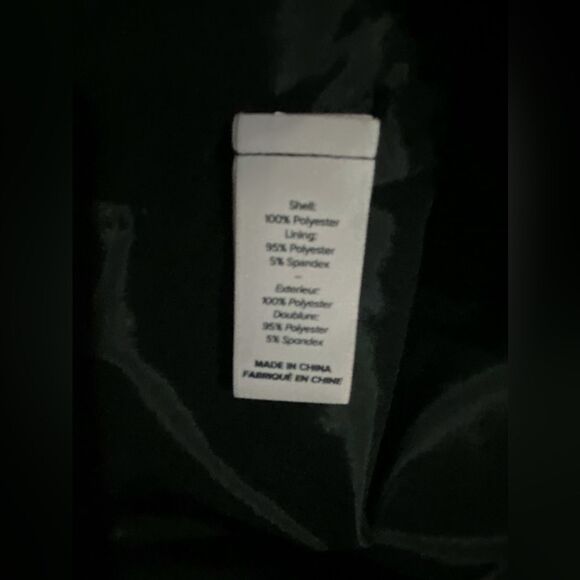 Shell:
100% Polyester
Lining:
95% Polyester
5% Spandex
–
Exterieur:
100% Polyester
Doublure:
95% Polyester
5% Spandex
MADE IN CHINA
FABRIQUÉ EN CHINE